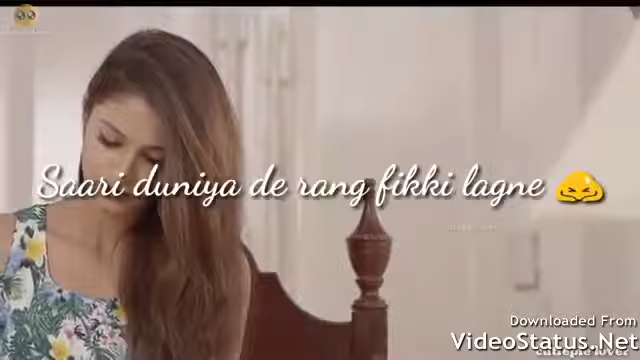 Saari duniya de rang fikki lagne 🙇
Downloaded From
VideoStatus.Net